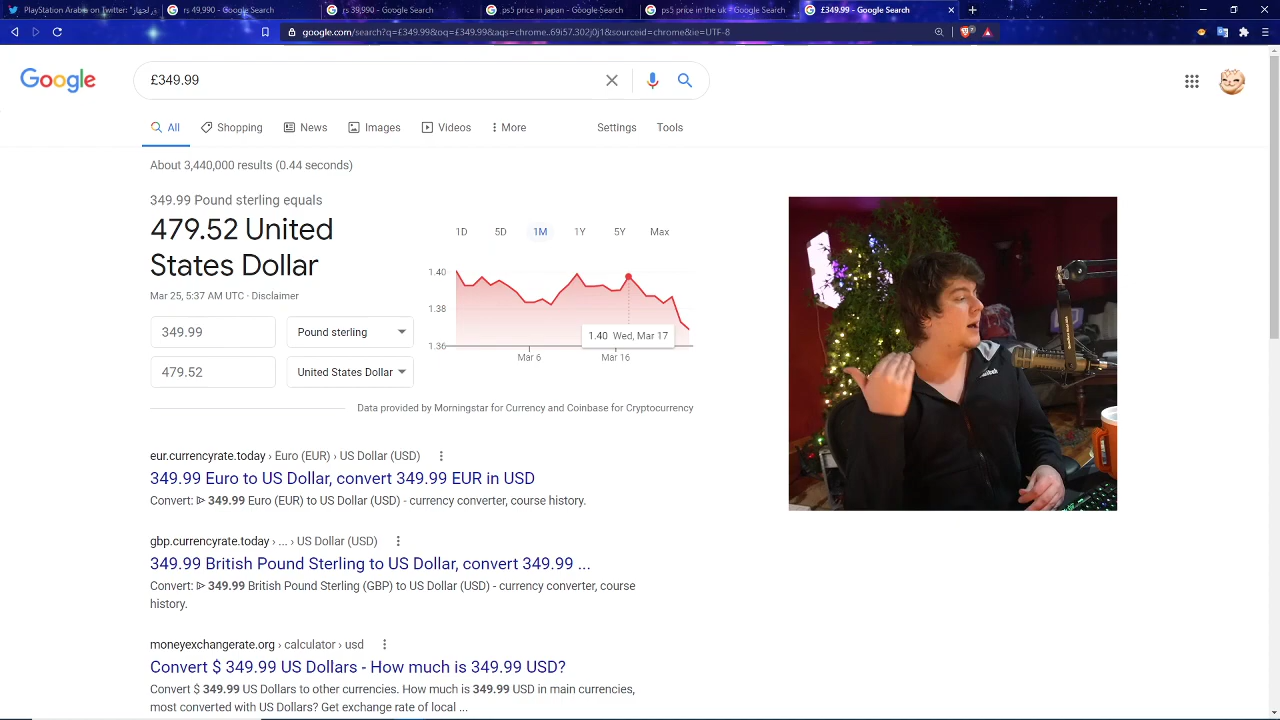 PlayStation Arabia on Twitter:
rs 49,990 - Google Search
rs 39,990 - Google Search
ps5 price in japan - Google Search
ps5 price in the uk - Google Search
£349.99 - Google Search
google.com/search?q=£349.99&oq=£349.99&aqs=chrome..69i57.302j0j1&sourceid=chrome&ie=UTF-8
Google
£349.99
All
Shopping
News
Images
Videos
More
Settings
Tools
About 3,440,000 results (0.44 seconds)
349.99 Pound sterling equals
479.52 United
States Dollar
Mar 25, 5:37 AM UTC · Disclaimer
349.99
Pound sterling
479.52
United States Dollar
1D
5D
1M
1Y
5Y
Max
1.40
1.38
1.36
1.40 Wed, Mar 17
Mar 6
Mar 16
Data provided by Morningstar for Currency and Coinbase for Cryptocurrency
eur.currencyrate.today › Euro (EUR) › US Dollar (USD)
349.99 Euro to US Dollar, convert 349.99 EUR in USD
Convert: ᐈ 349.99 Euro (EUR) to US Dollar (USD) - currency converter, course history.
gbp.currencyrate.today › ... › US Dollar (USD)
349.99 British Pound Sterling to US Dollar, convert 349.99 ...
Convert: ᐈ 349.99 British Pound Sterling (GBP) to US Dollar (USD) - currency converter, course
history.
moneyexchangerate.org › calculator › usd
Convert $ 349.99 US Dollars - How much is 349.99 USD?
Convert $ 349.99 US Dollars to other currencies. How much is 349.99 USD in main currencies,
most converted with US Dollars? Get exchange rate of local ...